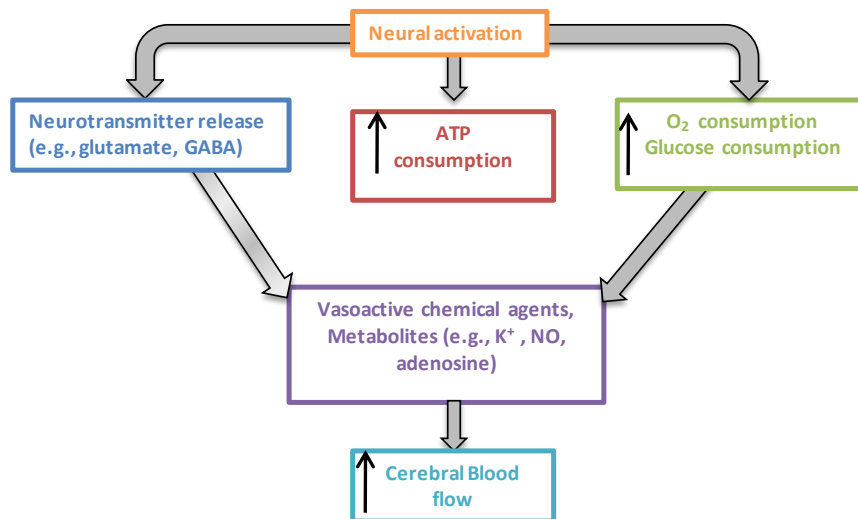 Neural activation
Neurotransmitter release
(e.g., glutamate, GABA)
ATP
consumption
O₂ consumption
Glucose consumption
Vasoactive chemical agents,
Metabolites (e.g., K⁺ , NO,
adenosine)
Cerebral Blood
flow